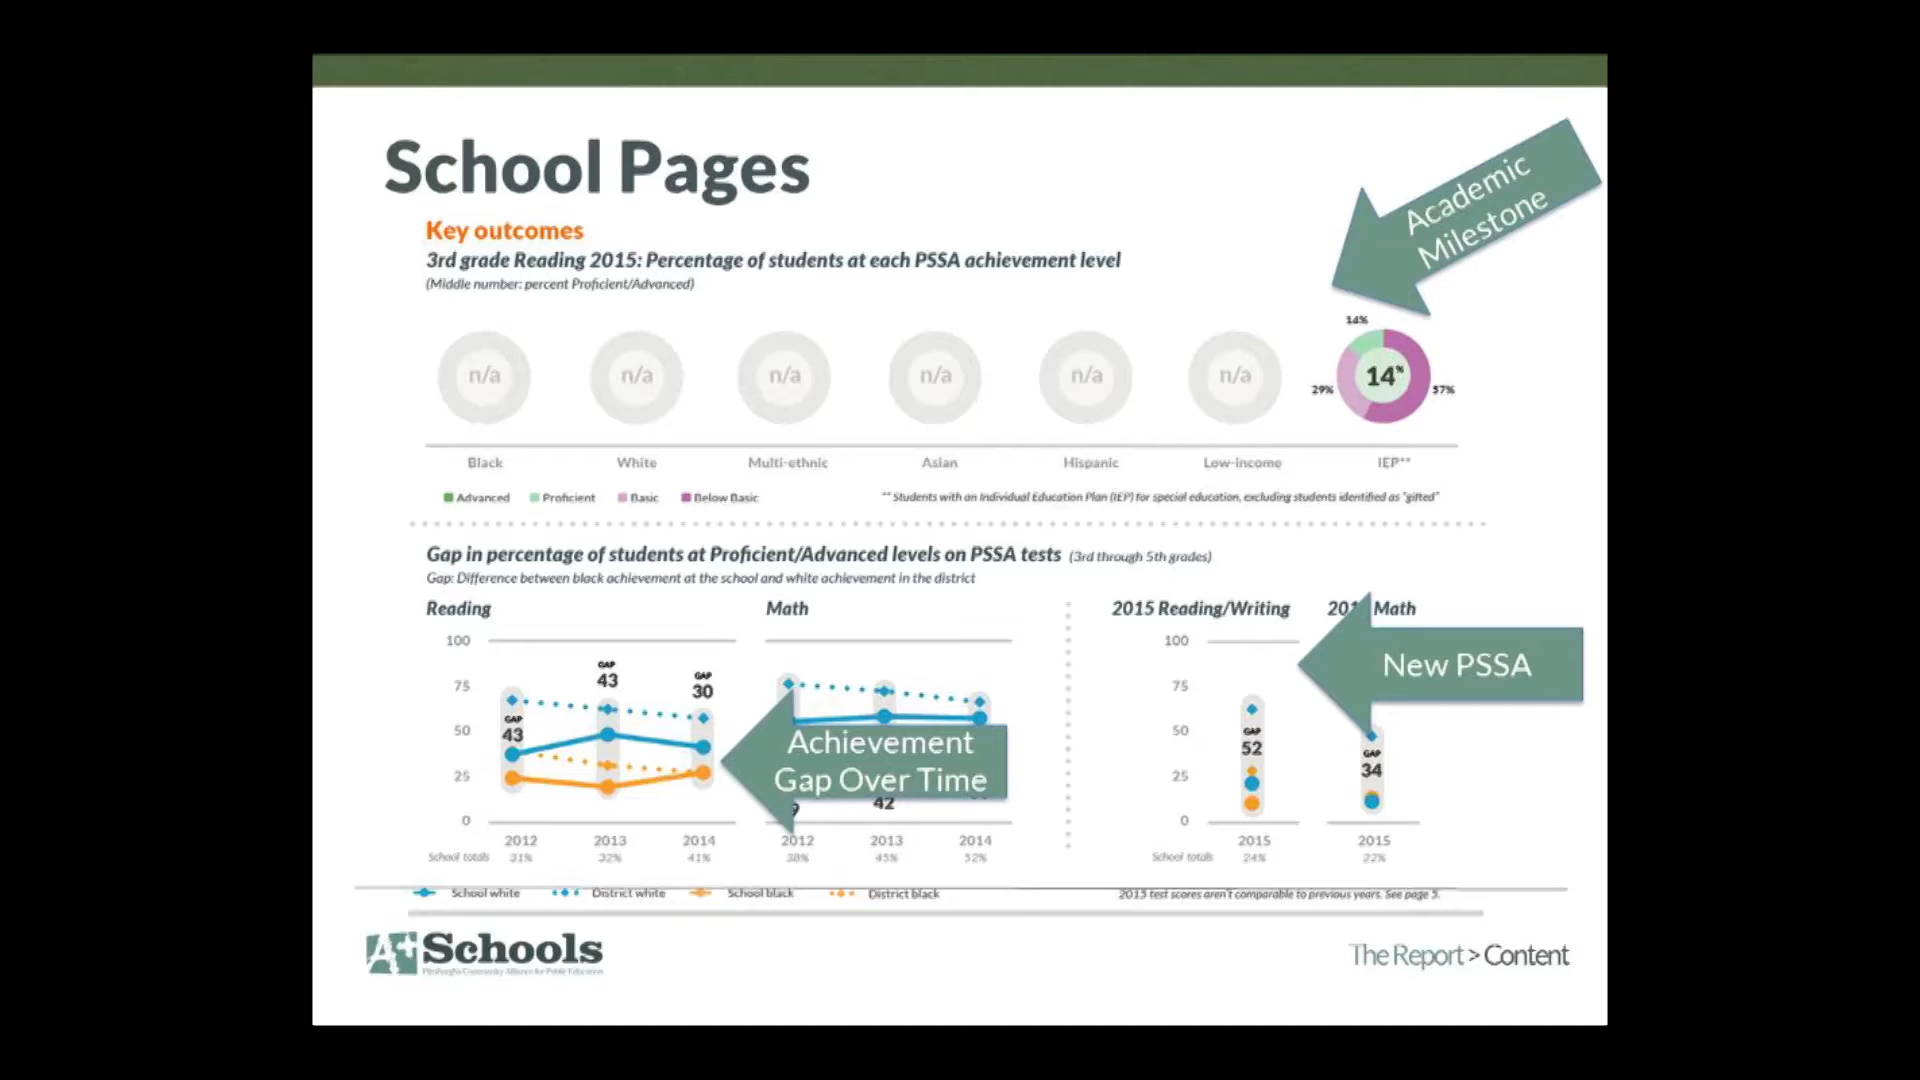 School Pages
Academic
Milestone
Key outcomes
3rd grade Reading 2015: Percentage of students at each PSSA achievement level
(Middle number: percent Proficient/Advanced)
14%
n/a n/a n/a n/a n/a n/a 14%
29% 57%
Black White Multi-ethnic Asian Hispanic Low-income IEP**
Advanced Proficient Basic Below Basic ** Students with an Individual Education Plan (IEP) for special education, excluding students identified as "gifted"
Gap in percentage of students at Proficient/Advanced levels on PSSA tests (3rd through 5th grades)
Gap: Difference between black achievement at the school and white achievement in the district
Reading Math 2015 Reading/Writing Math
100 100
GAP 43 GAP 30
New PSSA
75 75
GAP 43
50 50
GAP 52
GAP 34
Achievement
Gap Over Time
25 25
42
0 0
2012 2013 2014 2012 2013 2014 2015 2015
School totals 31% 32% 41% 38% 45% 52% School totals 24% 22%
School white District white School black District black 2015 test scores aren't comparable to previous years. See page 5.
A+ Schools
Pittsburgh's Community Alliance for Public Education
The Report > Content